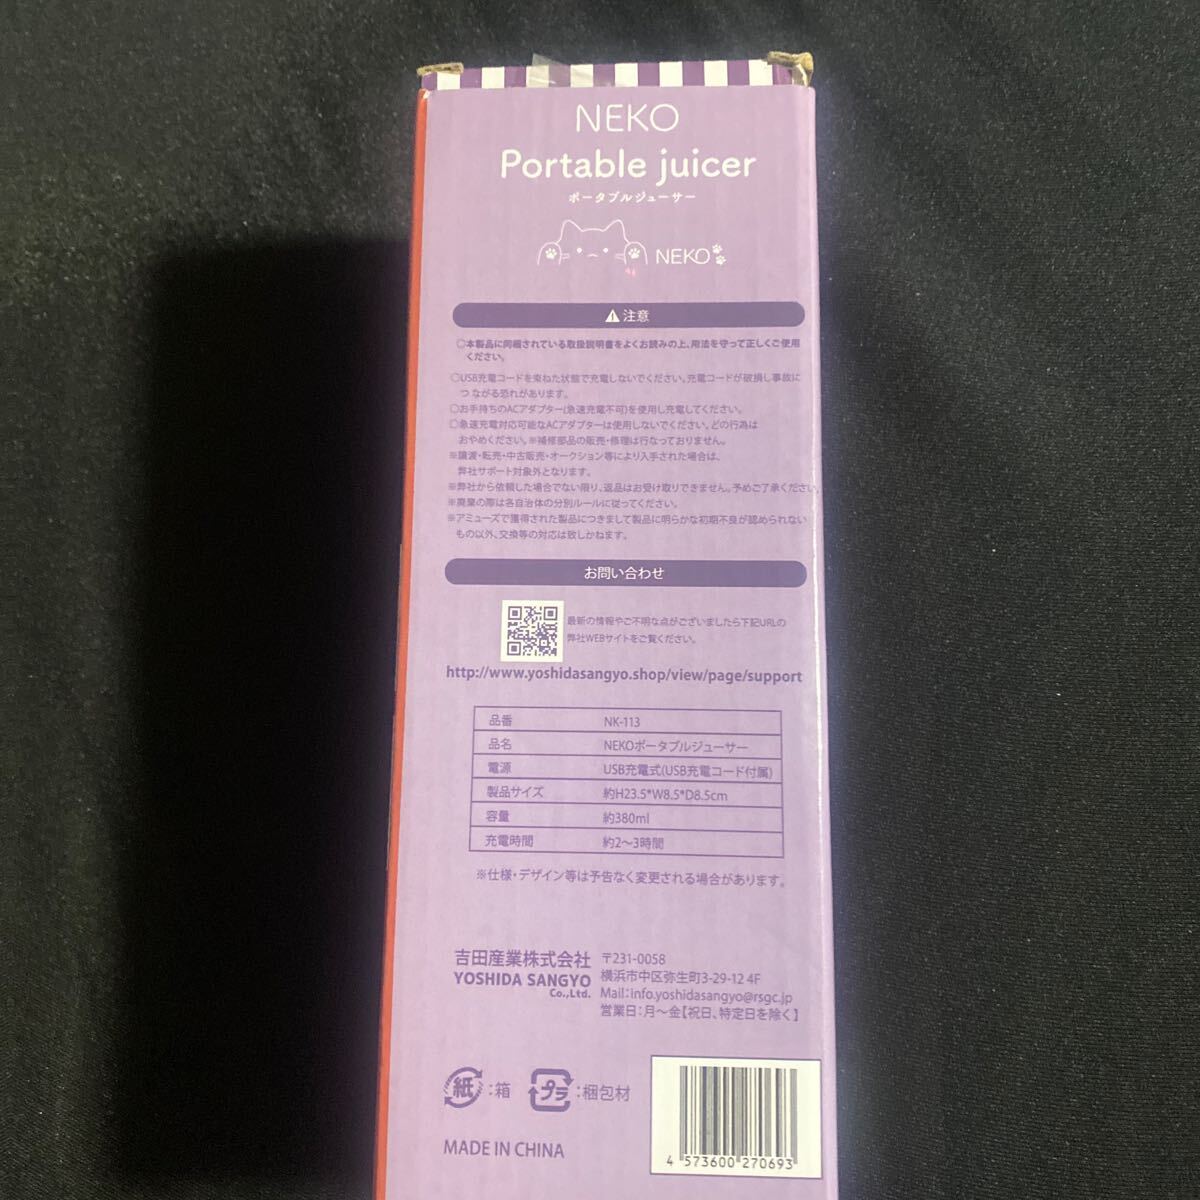 NEKO
Portable juicer
ポータブルジューサー
NEKO
注意
○本製品に同梱されている取扱説明書をよくお読みの上、用法を守って正しくご使用
ください。
○USB充電コードを束ねた状態で充電しないでください。充電コードが破損し事故に
つ ながる恐れがあります。
○お手持ちのACアダプター(急速充電不可)を使用し充電してください。
○急速充電対応可能なACアダプターは使用しないでください。どの行為は
おやめください。※補修部品の販売・修理は行なっておりません。
※譲渡・転売・中古販売・オークション等により入手された場合は、
弊社サポート対象外となります。
※弊社から依頼した場合でない限り、返品はお受け取りできません。予めご了承ください。
※廃棄の際は各自治体の分別ルールに従ってください。
※アミューズで獲得された製品につきまして製品に明らかな初期不良が認められない
もの以外、交換等の対応は致しかねます。
お問い合わせ
最新の情報やご不明な点がございましたら下記URLの
弊社WEBサイトをご覧ください。
http://www.yoshidasangyo.shop/view/page/support
品番 NK-113
品名 NEKOポータブルジューサー
電源 USB充電式(USB充電コード付属)
製品サイズ 約H23.5*W8.5*D8.5cm
容量 約380ml
充電時間 約2〜3時間
※仕様・デザイン等は予告なく変更される場合があります。
吉田産業株式会社
YOSHIDA SANGYO
Co.,Ltd.
〒231-0058
横浜市中区弥生町3-29-12 4F
Mail:info.yoshidasangyo@rsgc.jp
営業日:月〜金【祝日、特定日を除く】
紙:箱 プラ:梱包材
MADE IN CHINA
4 573600 270693